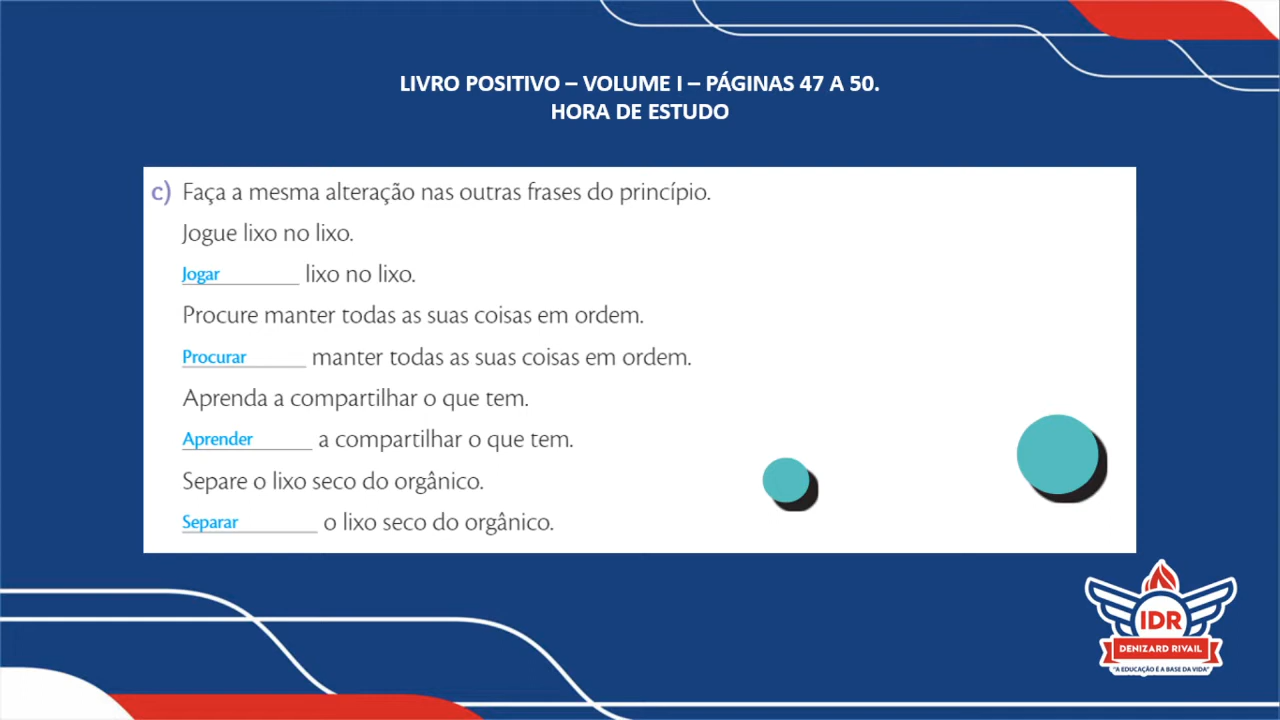 LIVRO POSITIVO – VOLUME I – PÁGINAS 47 A 50.
HORA DE ESTUDO
c) Faça a mesma alteração nas outras frases do princípio.
Jogue lixo no lixo.
Jogar lixo no lixo.
Procure manter todas as suas coisas em ordem.
Procurar manter todas as suas coisas em ordem.
Aprenda a compartilhar o que tem.
Aprender a compartilhar o que tem.
Separe o lixo seco do orgânico.
Separar o lixo seco do orgânico.
IDR
DENIZARD RIVAIL
"A EDUCAÇÃO É A BASE DA VIDA"